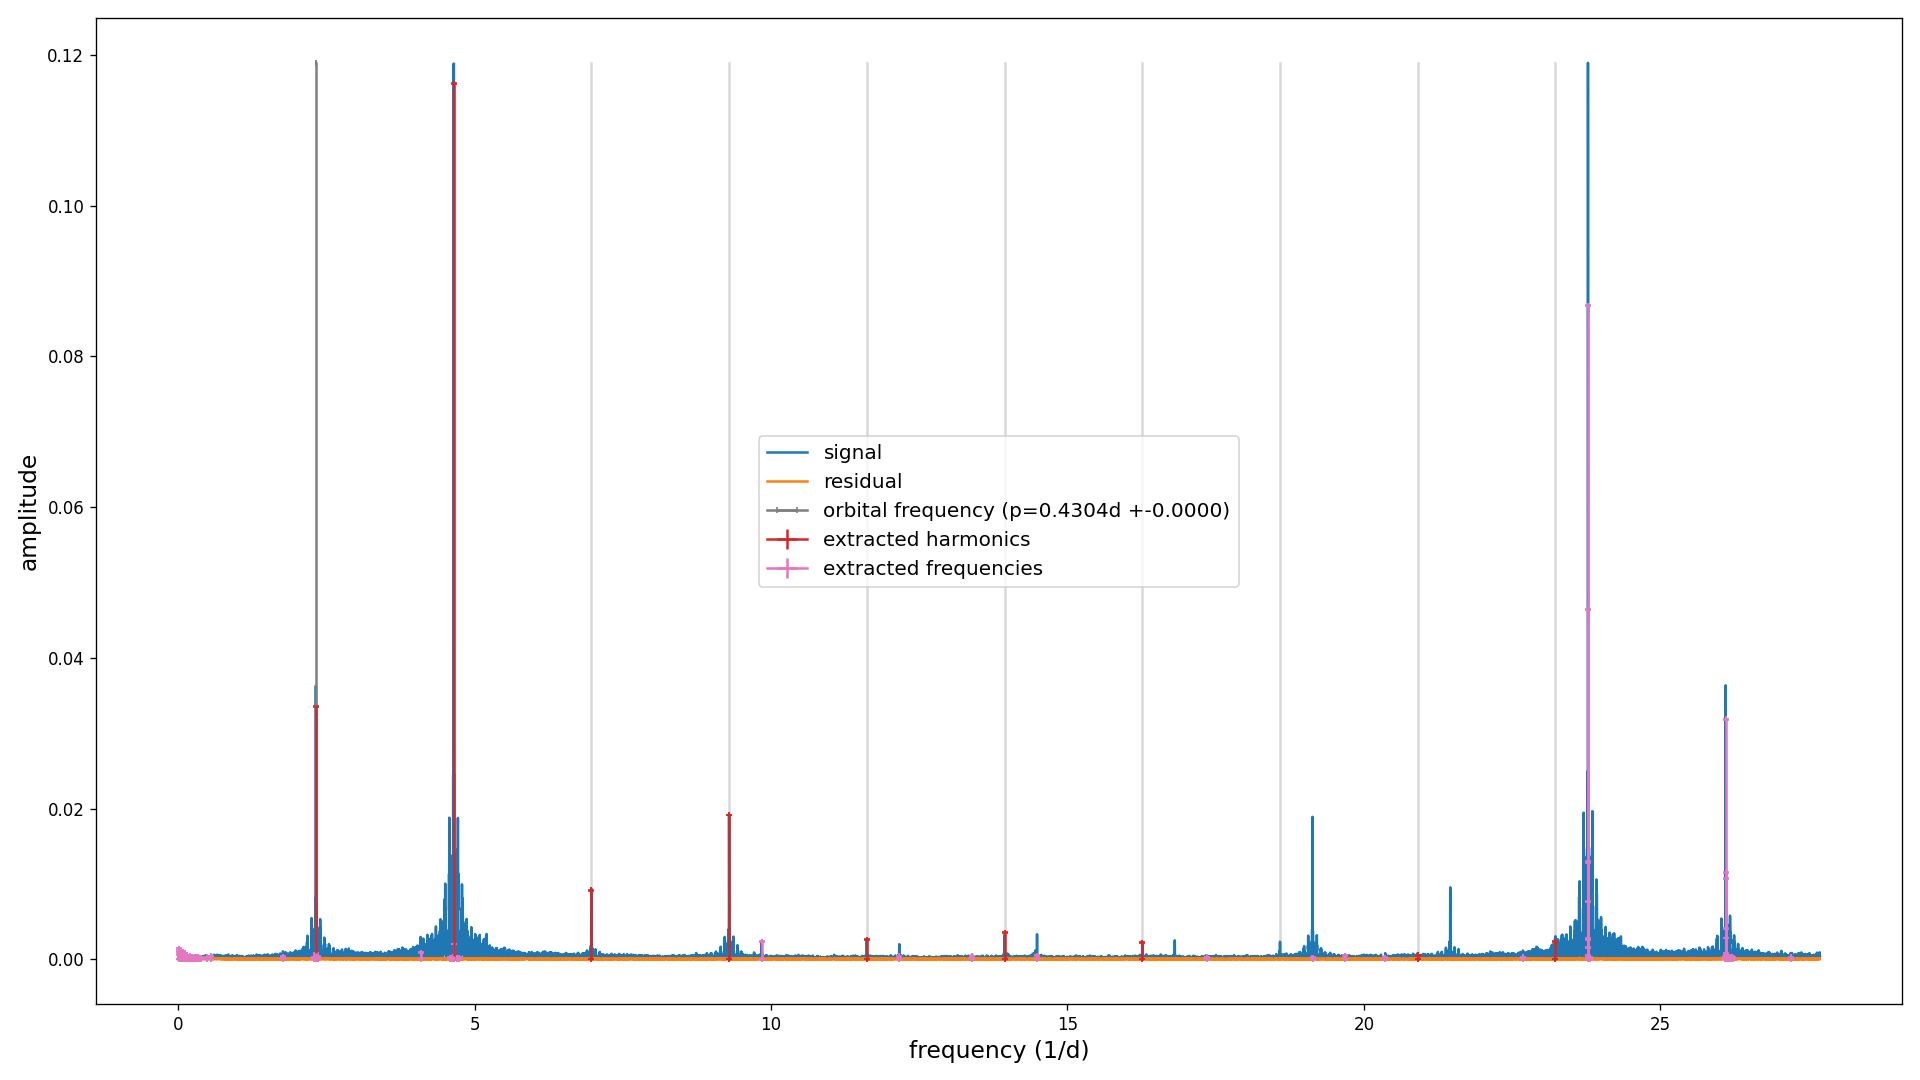 0.12
0.10
0.08
0.06
0.04
0.02
0.00
amplitude
signal
residual
orbital frequency (p=0.4304d +-0.0000)
extracted harmonics
extracted frequencies
0 5 10 15 20 25
frequency (1/d)